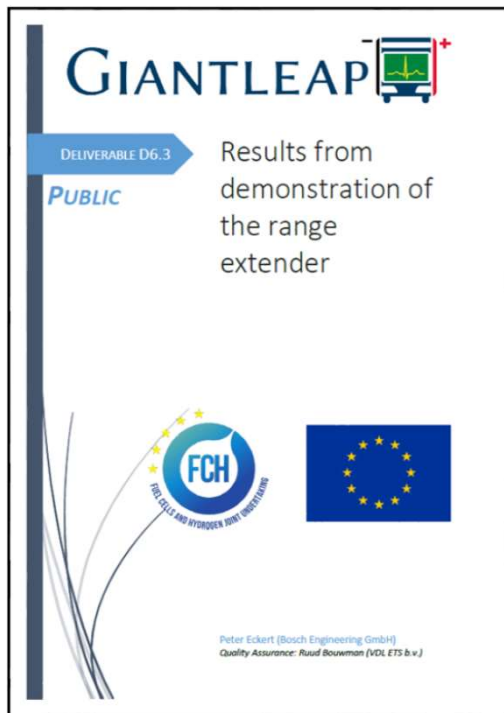 GIANTLEAP
DELIVERABLE D6.3
PUBLIC
Results from
demonstration of
the range
extender
FCH
FUEL CELLS AND HYDROGEN JOINT UNDERTAKING
Peter Eckert (Bosch Engineering GmbH)
Quality Assurance: Ruud Bouwman (VDL ETS b.v.)